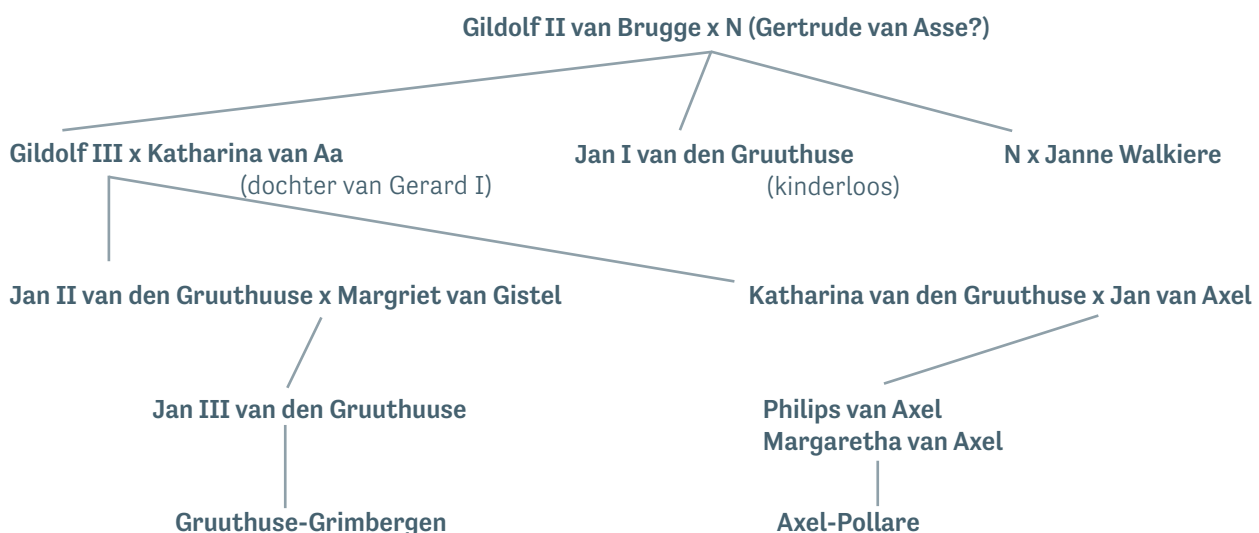 Gildolf II van Brugge x N (Gertrude van Asse?)
Gildolf III x Katharina van Aa
(dochter van Gerard I)
Jan I van den Gruuthuse
(kinderloos)
N x Janne Walkiere
Jan II van den Gruuthuuse x Margriet van Gistel
Katharina van den Gruuthuse x Jan van Axel
Jan III van den Gruuthuuse
Philips van Axel
Margaretha van Axel
Gruuthuse-Grimbergen
Axel-Pollare